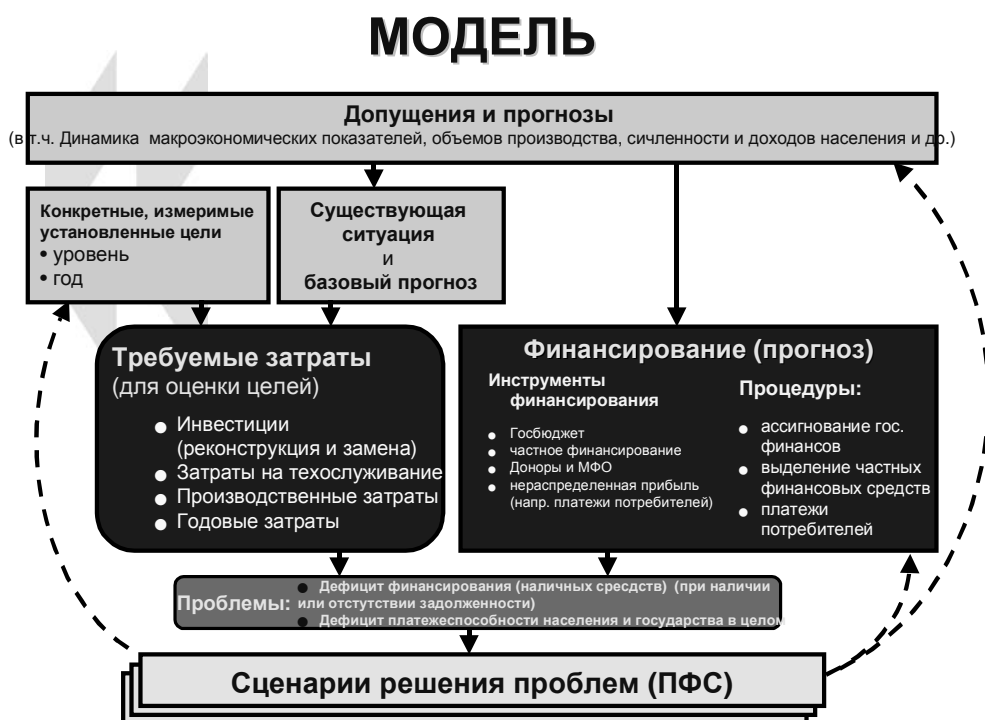 МОДЕЛЬ
Допущения и прогнозы
(в т.ч. Динамика макроэкономических показателей, объемов производства, сичленности и доходов населения и др.)
Конкретные, измеримые
установленные цели
• уровень
• год
Существующая
ситуация
и
базовый прогноз
Требуемые затраты
(для оценки целей)
● Инвестиции
(реконструкция и замена)
● Затраты на техослуживание
● Производственные затраты
● Годовые затраты
Финансирование (прогноз)
Инструменты
финансирования
● Госбюджет
● частное финансирование
● Доноры и МФО
● нераспределенная прибыль
(напр. платежи потребителей)
Процедуры:
● ассигнование гос.
финансов
● выделение частных
финансовых средств
● платежи
потребителей
Проблемы:
● Дефицит финансирования (наличных сресдств) (при наличии
или отстутствии задолженности)
● Дефицит платежеспособности населения и государства в целом
Сценарии решения проблем (ПФС)